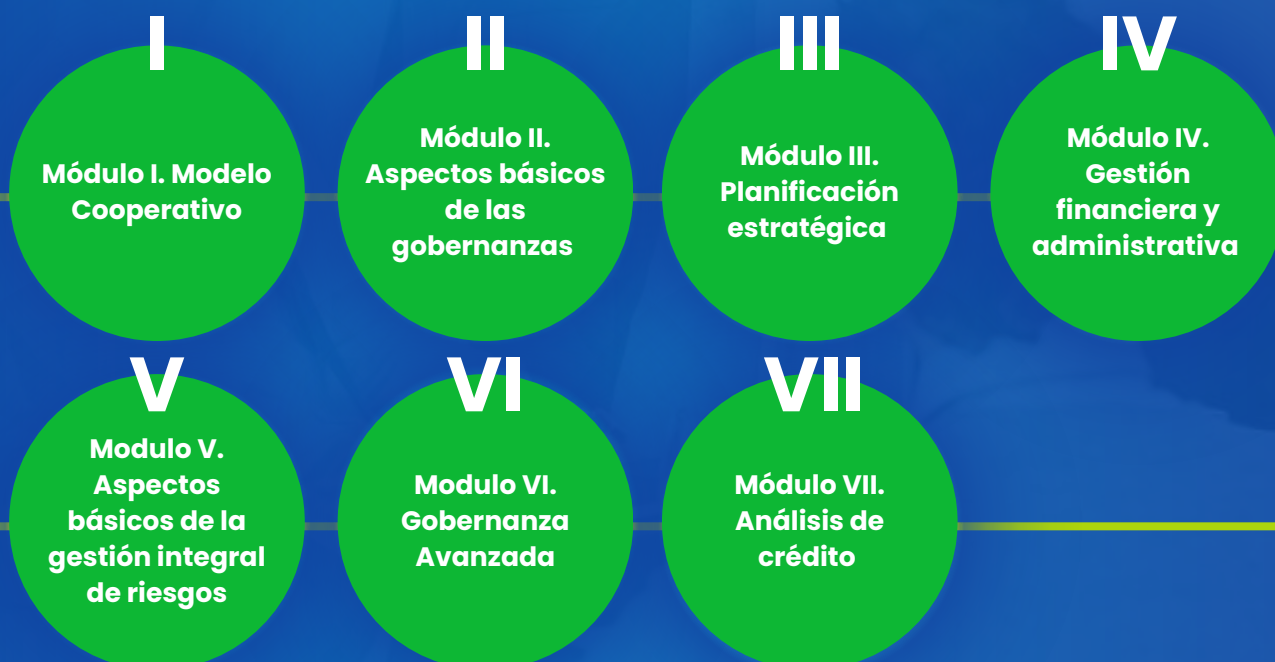 I
Módulo I. Modelo
Cooperativo
II
Módulo II.
Aspectos básicos
de las
gobernanzas
III
Módulo III.
Planificación
estratégica
IV
Módulo IV.
Gestión
financiera y
administrativa
V
Modulo V.
Aspectos
básicos de la
gestión integral
de riesgos
VI
Modulo VI.
Gobernanza
Avanzada
VII
Módulo VII.
Análisis de
crédito